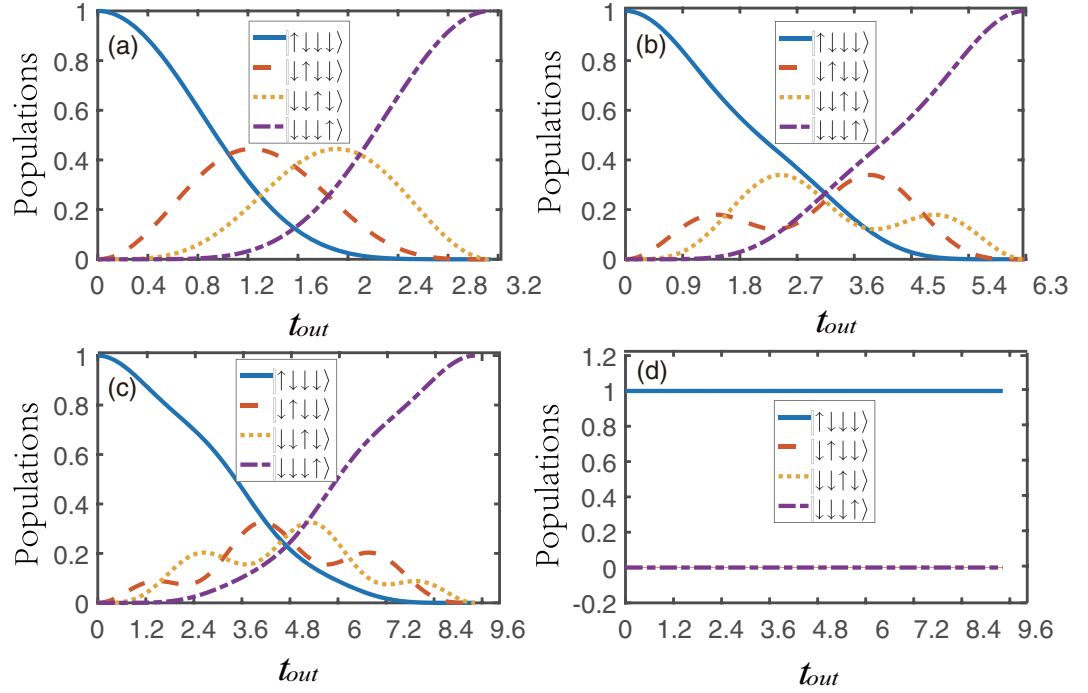 (a)
Populations
1
0.8
0.6
0.4
0.2
0
|↑↓↓↓⟩
|↓↑↓↓⟩
|↓↓↑↓⟩
|↓↓↓↑⟩
0 0.4 0.8 1.2 1.6 2 2.4 2.8 3.2
tout
(b)
Populations
1
0.8
0.6
0.4
0.2
0
|↑↓↓↓⟩
|↓↑↓↓⟩
|↓↓↑↓⟩
|↓↓↓↑⟩
0 0.9 1.8 2.7 3.6 4.5 5.4 6.3
tout
(c)
Populations
1
0.8
0.6
0.4
0.2
0
|↑↓↓↓⟩
|↓↑↓↓⟩
|↓↓↑↓⟩
|↓↓↓↑⟩
0 1.2 2.4 3.6 4.8 6 7.2 8.4 9.6
tout
(d)
Populations
1.2
1
0.8
0.6
0.4
0.2
0
-0.2
|↑↓↓↓⟩
|↓↑↓↓⟩
|↓↓↑↓⟩
|↓↓↓↑⟩
0 1.2 2.4 3.6 4.8 6 7.2 8.4 9.6
tout